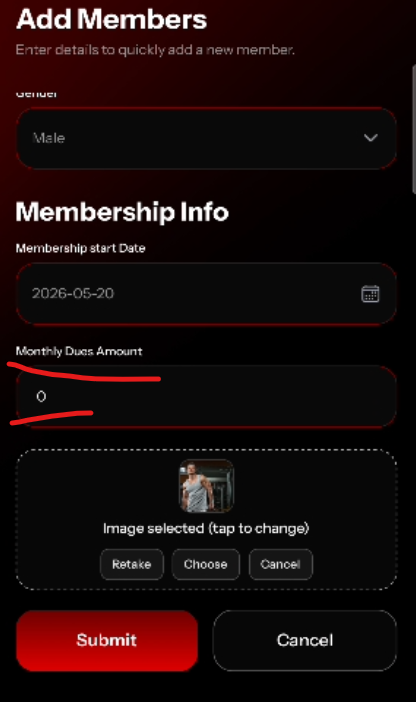 Add Members
Enter details to quickly add a new member.
Gender
Male
Membership Info
Membership start Date
2026-05-20
Monthly Dues Amount
0
Image selected (tap to change)
Retake Choose Cancel
Submit Cancel